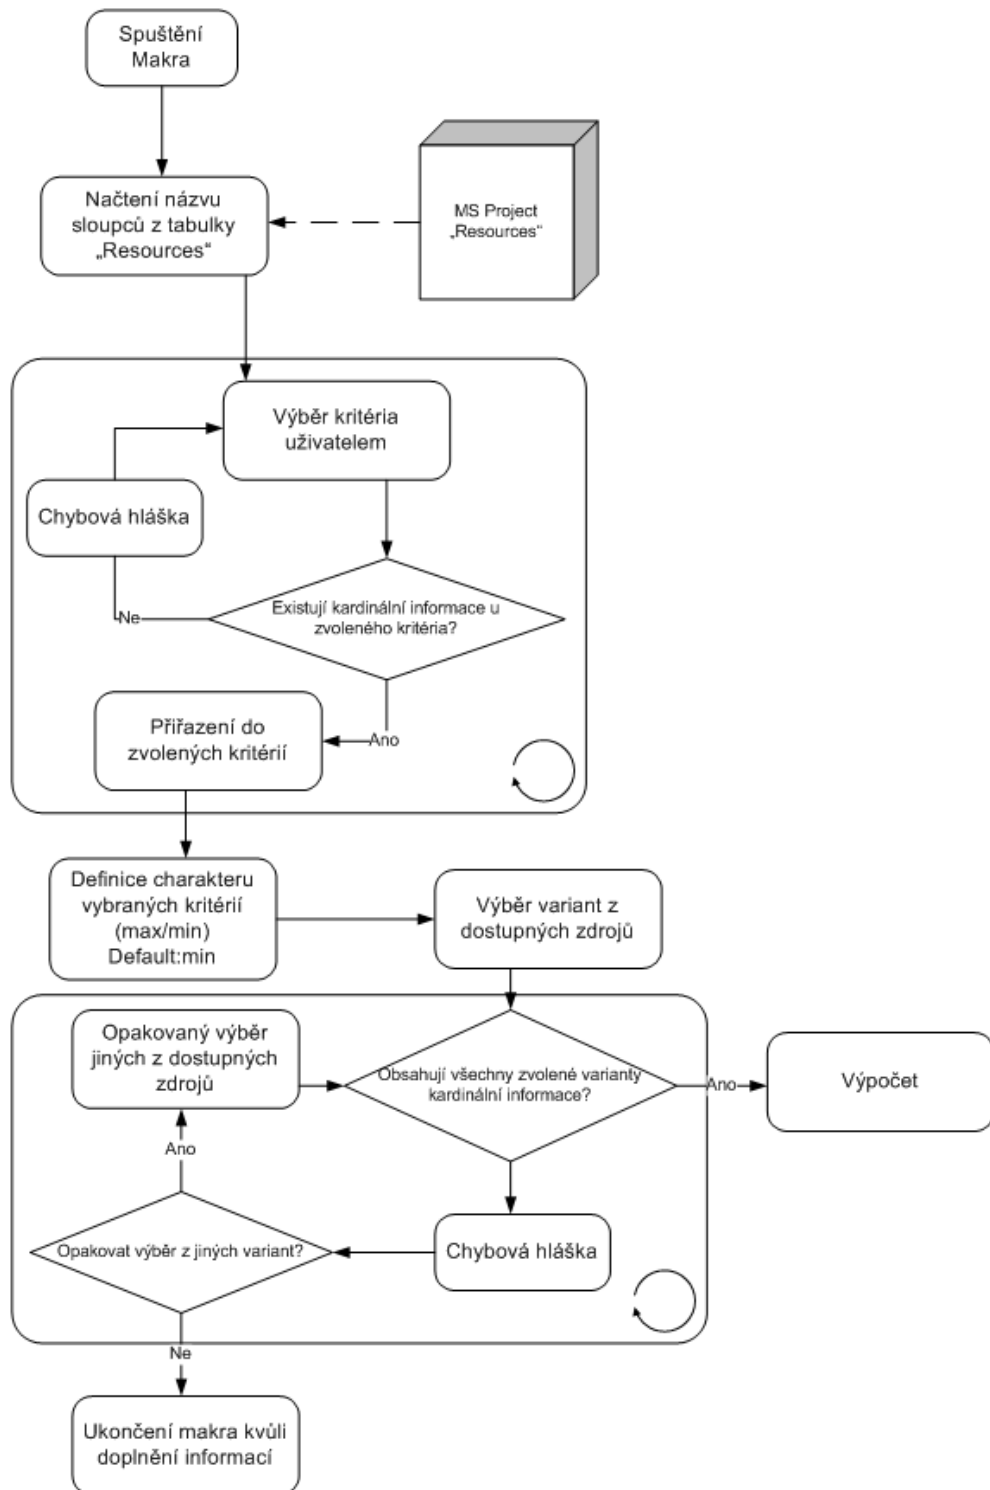 Spuštění
Makra
Načtení názvu
sloupců z tabulky
„Resources“
MS Project
„Resources“
Výběr kritéria
uživatelem
Chybová hláška
Existují kardinální informace u
zvoleného kritéria?
Ne
Přiřazení do
zvolených kritérií
Ano
Definice charakteru
vybraných kritérií
(max/min)
Default:min
Výběr variant z
dostupných zdrojů
Opakovaný výběr
jiných z dostupných
zdrojů
Obsahují všechny zvolené varianty
kardinální informace?
Ano
Výpočet
Ano
Opakovat výběr z jiných variant?
Chybová hláška
Ne
Ukončení makra kvůli
doplnění informací